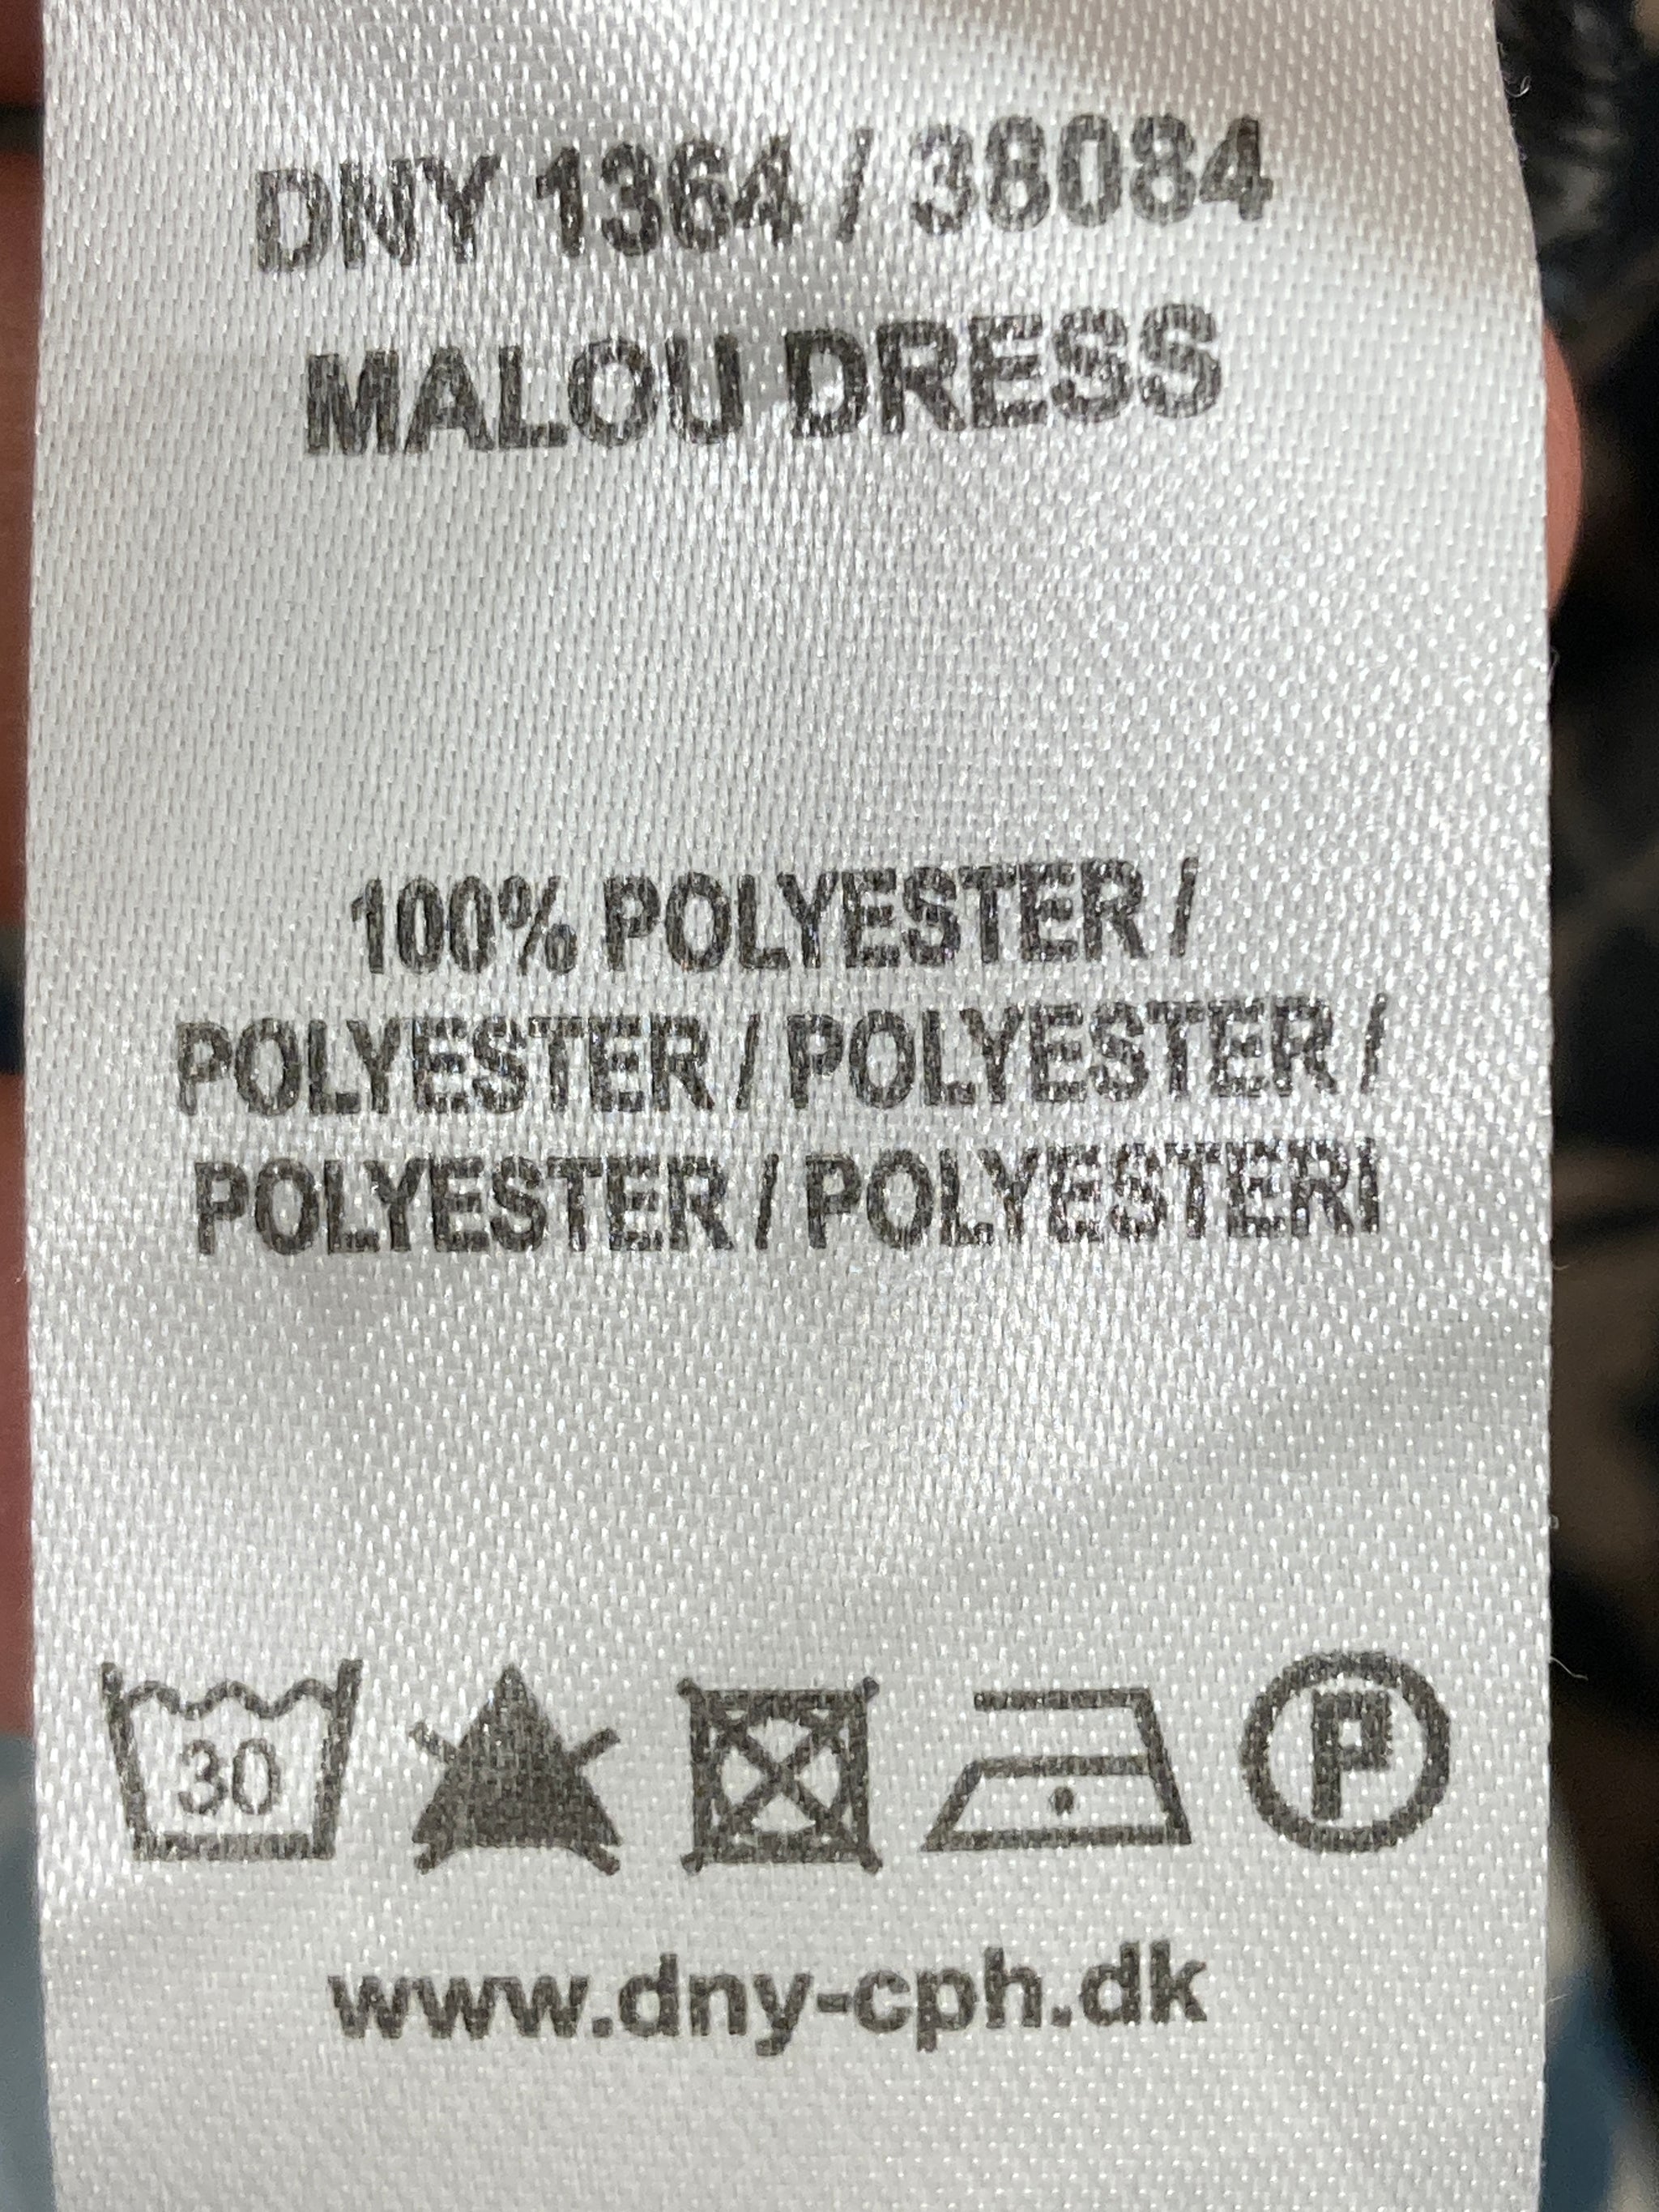 DNY 1364 / 38084
MALOU DRESS
100% POLYESTER /
POLYESTER / POLYESTER /
POLYESTER / POLYESTERI
30
P
www.dny-cph.dk